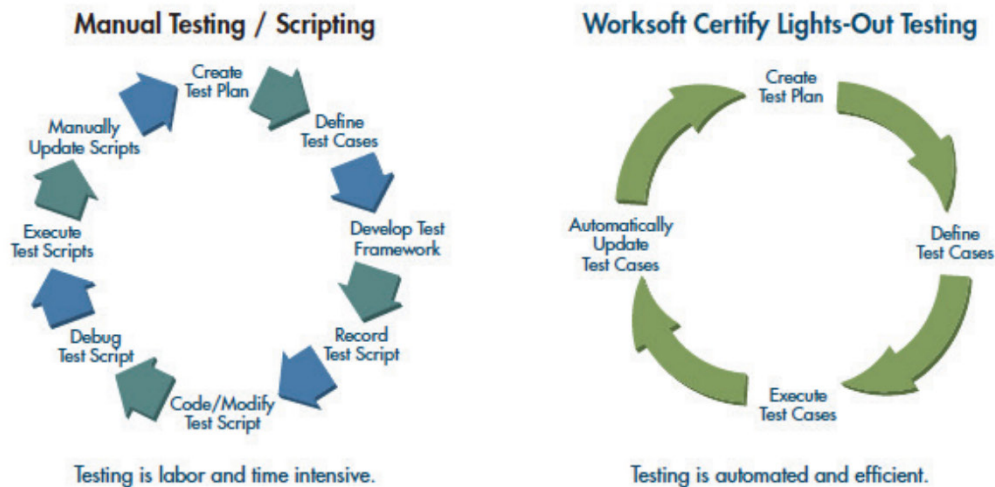 Manual Testing / Scripting
Create
Test Plan
Define
Test Cases
Develop Test
Framework
Record
Test Script
Code/Modify
Test Script
Debug
Test Script
Execute
Test Scripts
Manually
Update Scripts
Testing is labor and time intensive.
Worksoft Certify Lights-Out Testing
Create
Test Plan
Define
Test Cases
Execute
Test Cases
Automatically
Update
Test Cases
Testing is automated and efficient.